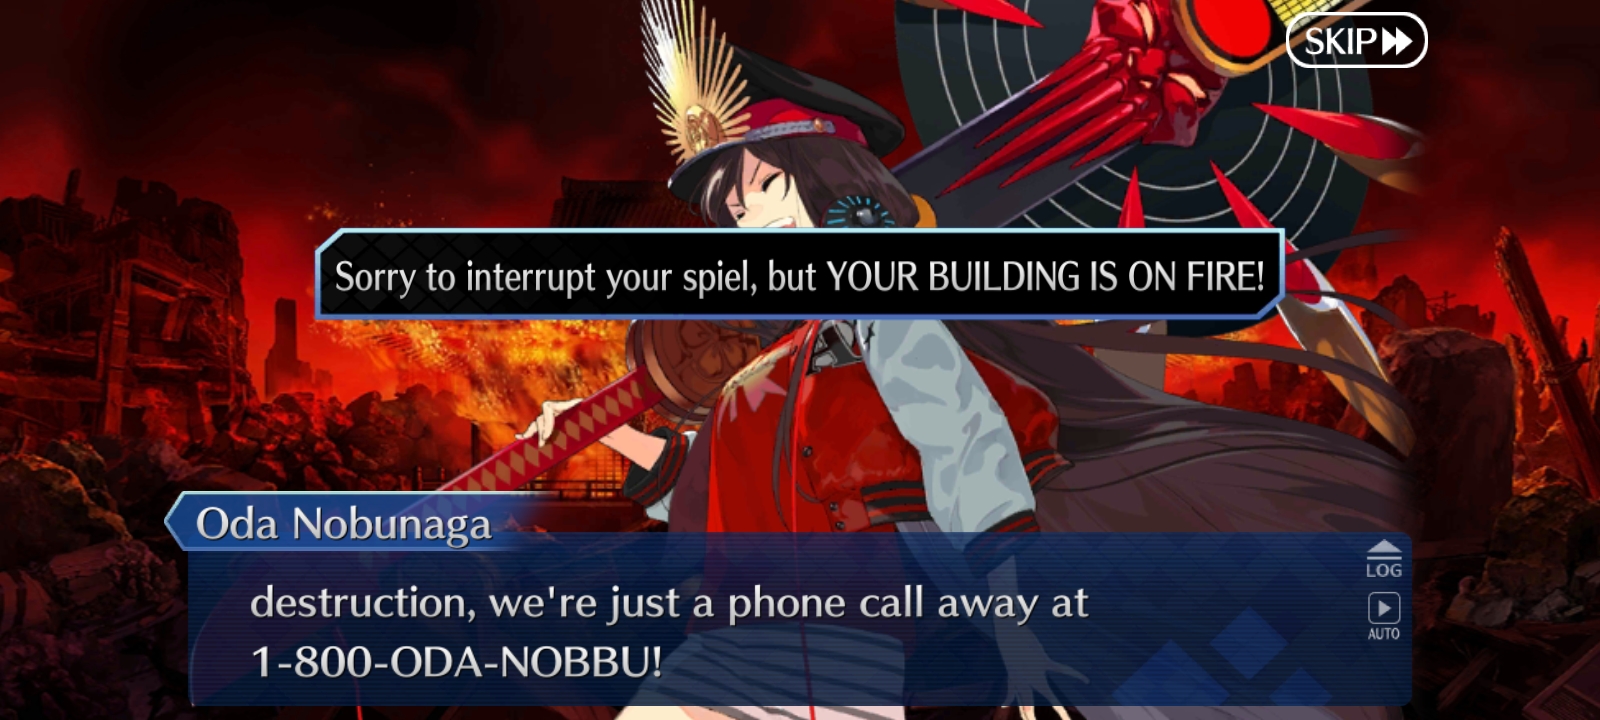 SKIP
Sorry to interrupt your spiel, but YOUR BUILDING IS ON FIRE!
Oda Nobunaga
destruction, we're just a phone call away at
1-800-ODA-NOBBU!
LOG
AUTO